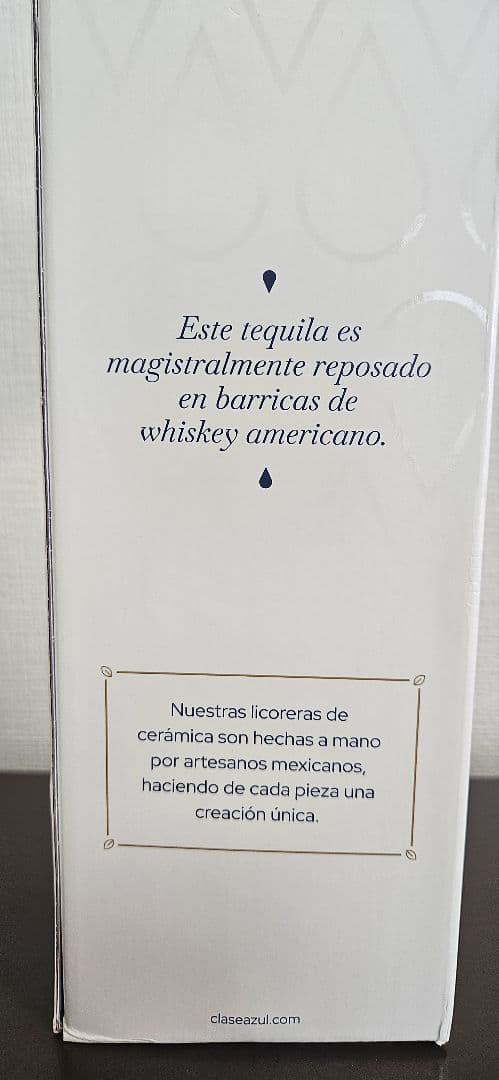 Este tequila es
magistralmente reposado
en barricas de
whiskey americano.
Nuestras licoreras de
cerámica son hechas a mano
por artesanos mexicanos,
haciendo de cada pieza una
creación única.
claseazul.com